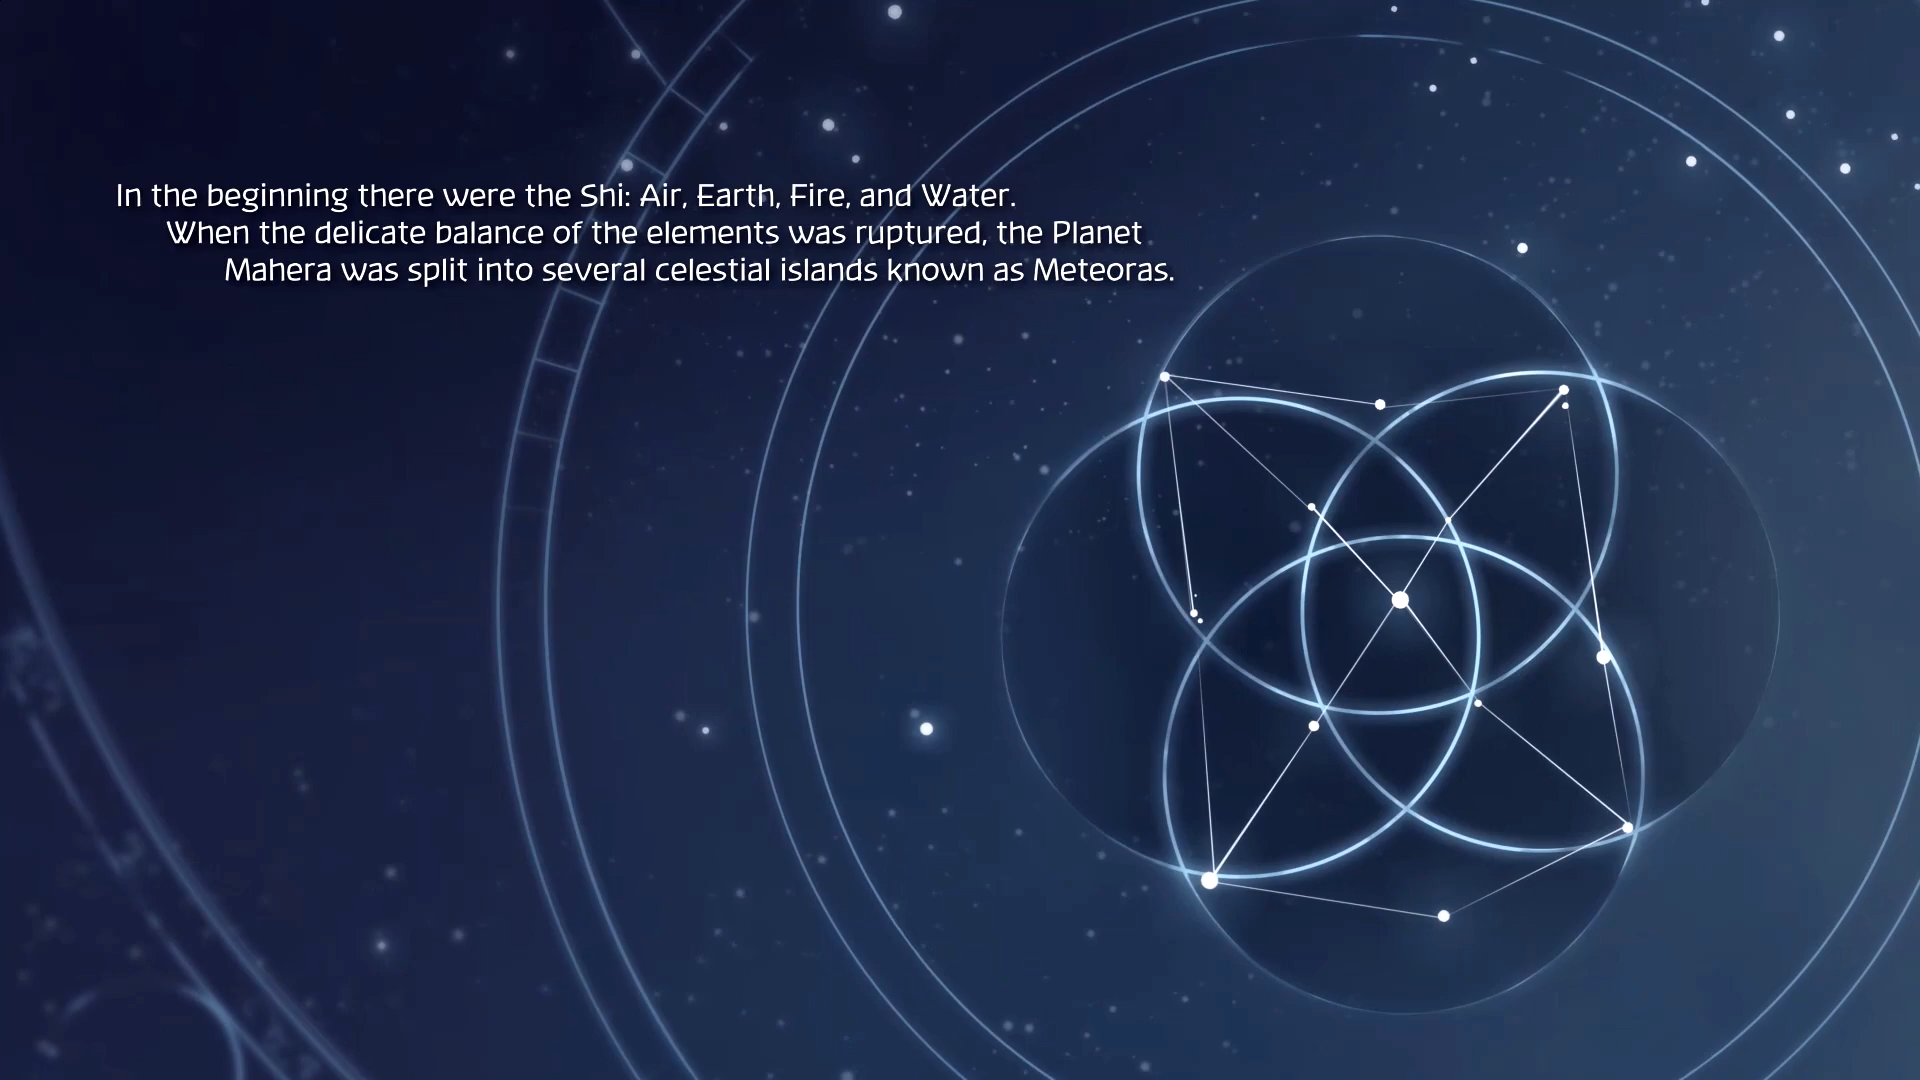 In the beginning there were the Shi: Air, Earth, Fire, and Water.
When the delicate balance of the elements was ruptured, the Planet
Mahera was split into several celestial islands known as Meteoras.